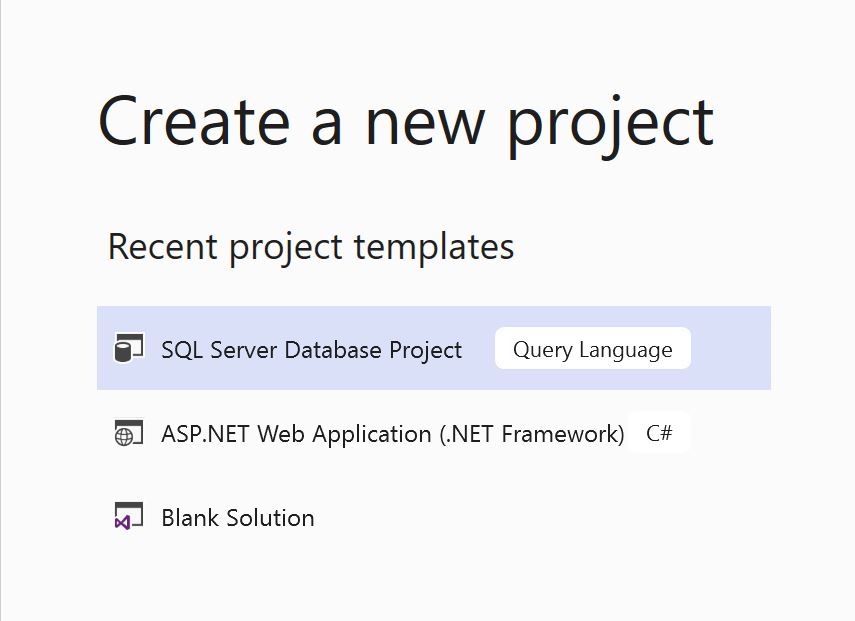 Create a new project
Recent project templates
SQL Server Database Project Query Language
ASP.NET Web Application (.NET Framework) C#
Blank Solution